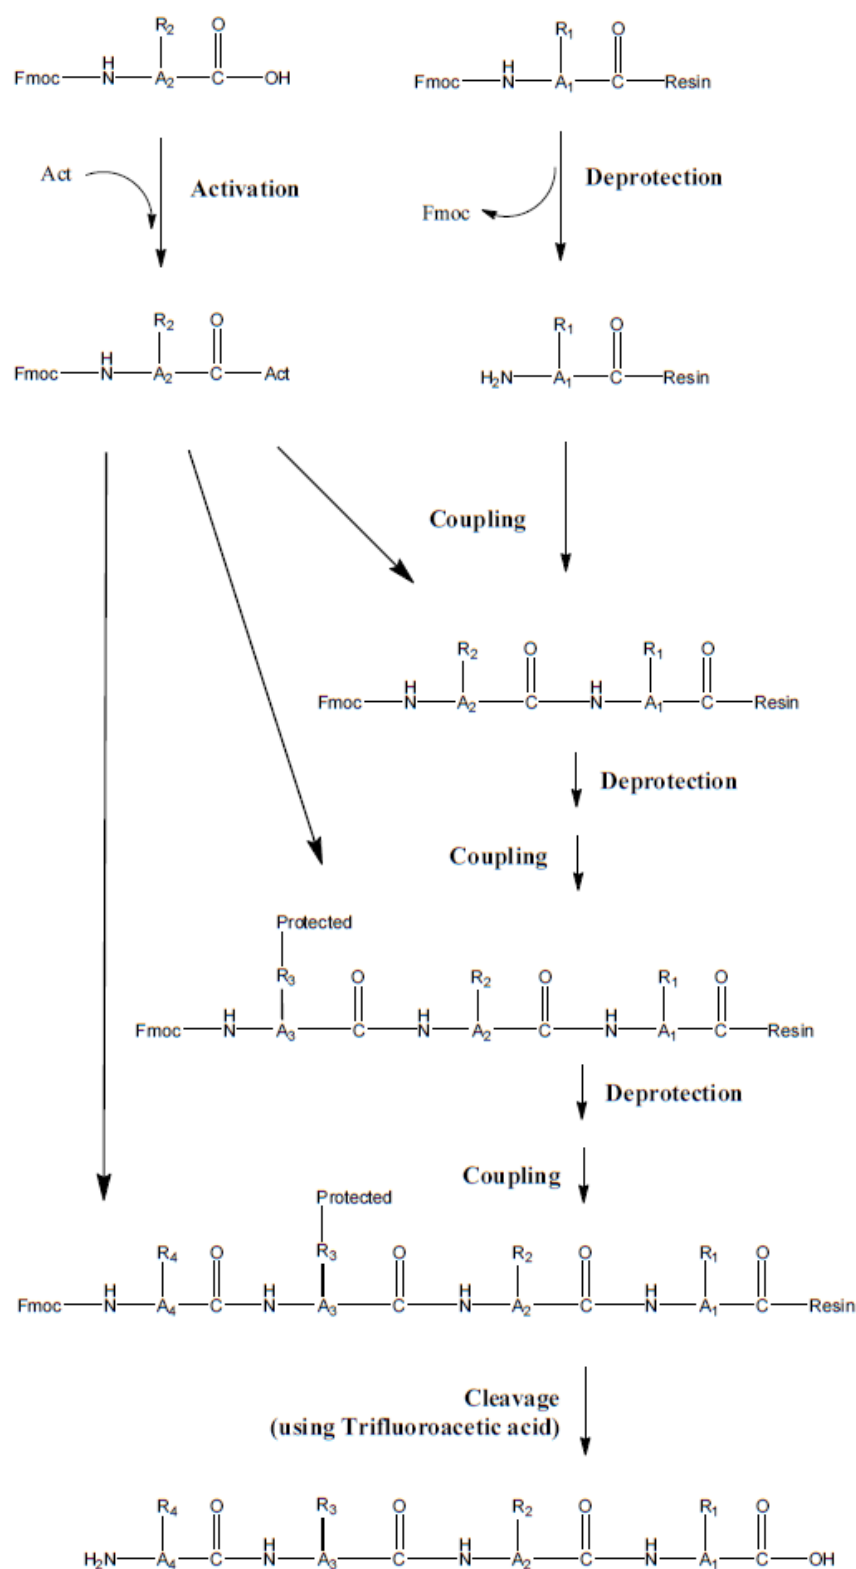 R₂ O
Fmoc H N A₂ C OH
R₁ O
Fmoc H N A₁ C Resin
Act
Activation
Deprotection
Fmoc
R₂ O
Fmoc H N A₂ C Act
R₁ O
H₂N A₁ C Resin
Coupling
R₂ O R₁ O
Fmoc H N A₂ C H N A₁ C Resin
Deprotection
Coupling
Protected
R₃ O R₂ O R₁ O
Fmoc H N A₃ C H N A₂ C H N A₁ C Resin
Deprotection
Coupling
Protected
R₄ O R₃ O R₂ O R₁ O
Fmoc H N A₄ C H N A₃ C H N A₂ C H N A₁ C Resin
Cleavage
(using Trifluoroacetic acid)
R₄ O R₃ O R₂ O R₁ O
H₂N A₄ C H N A₃ C H N A₂ C H N A₁ C OH